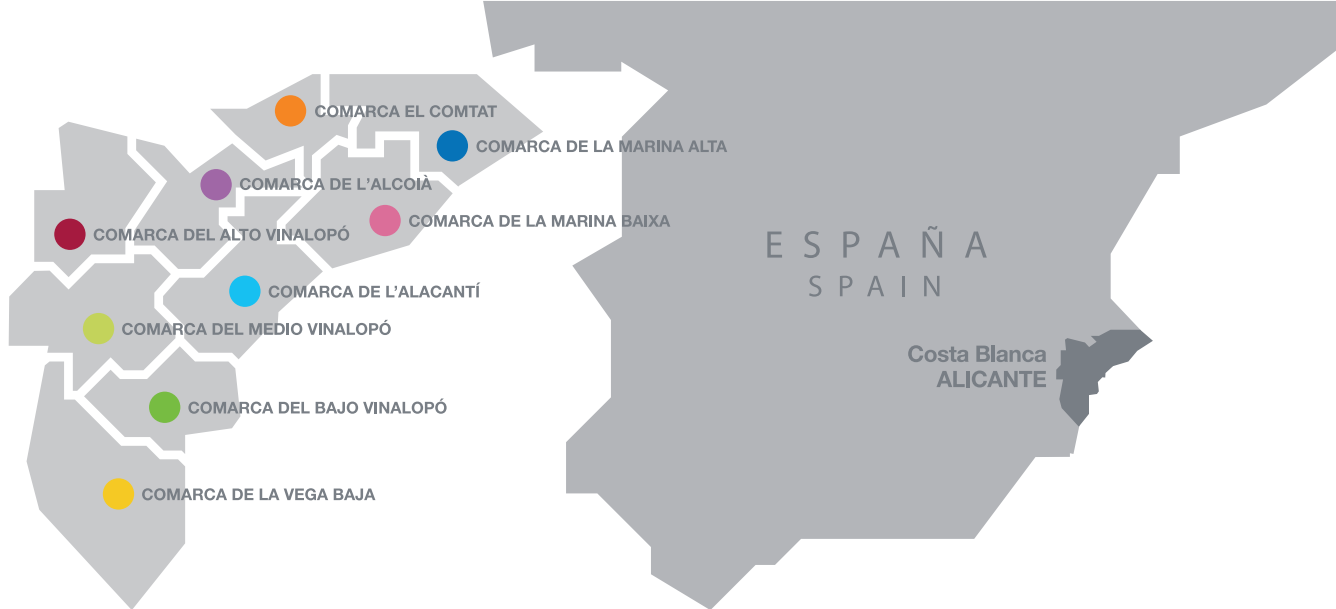 COMARCA EL COMTAT
COMARCA DE LA MARINA ALTA
COMARCA DE L'ALCOIÀ
COMARCA DE LA MARINA BAIXA
COMARCA DEL ALTO VINALOPÓ
COMARCA DE L'ALACANTÍ
COMARCA DEL MEDIO VINALOPÓ
COMARCA DEL BAJO VINALOPÓ
COMARCA DE LA VEGA BAJA
ESPAÑA
SPAIN
Costa Blanca
ALICANTE